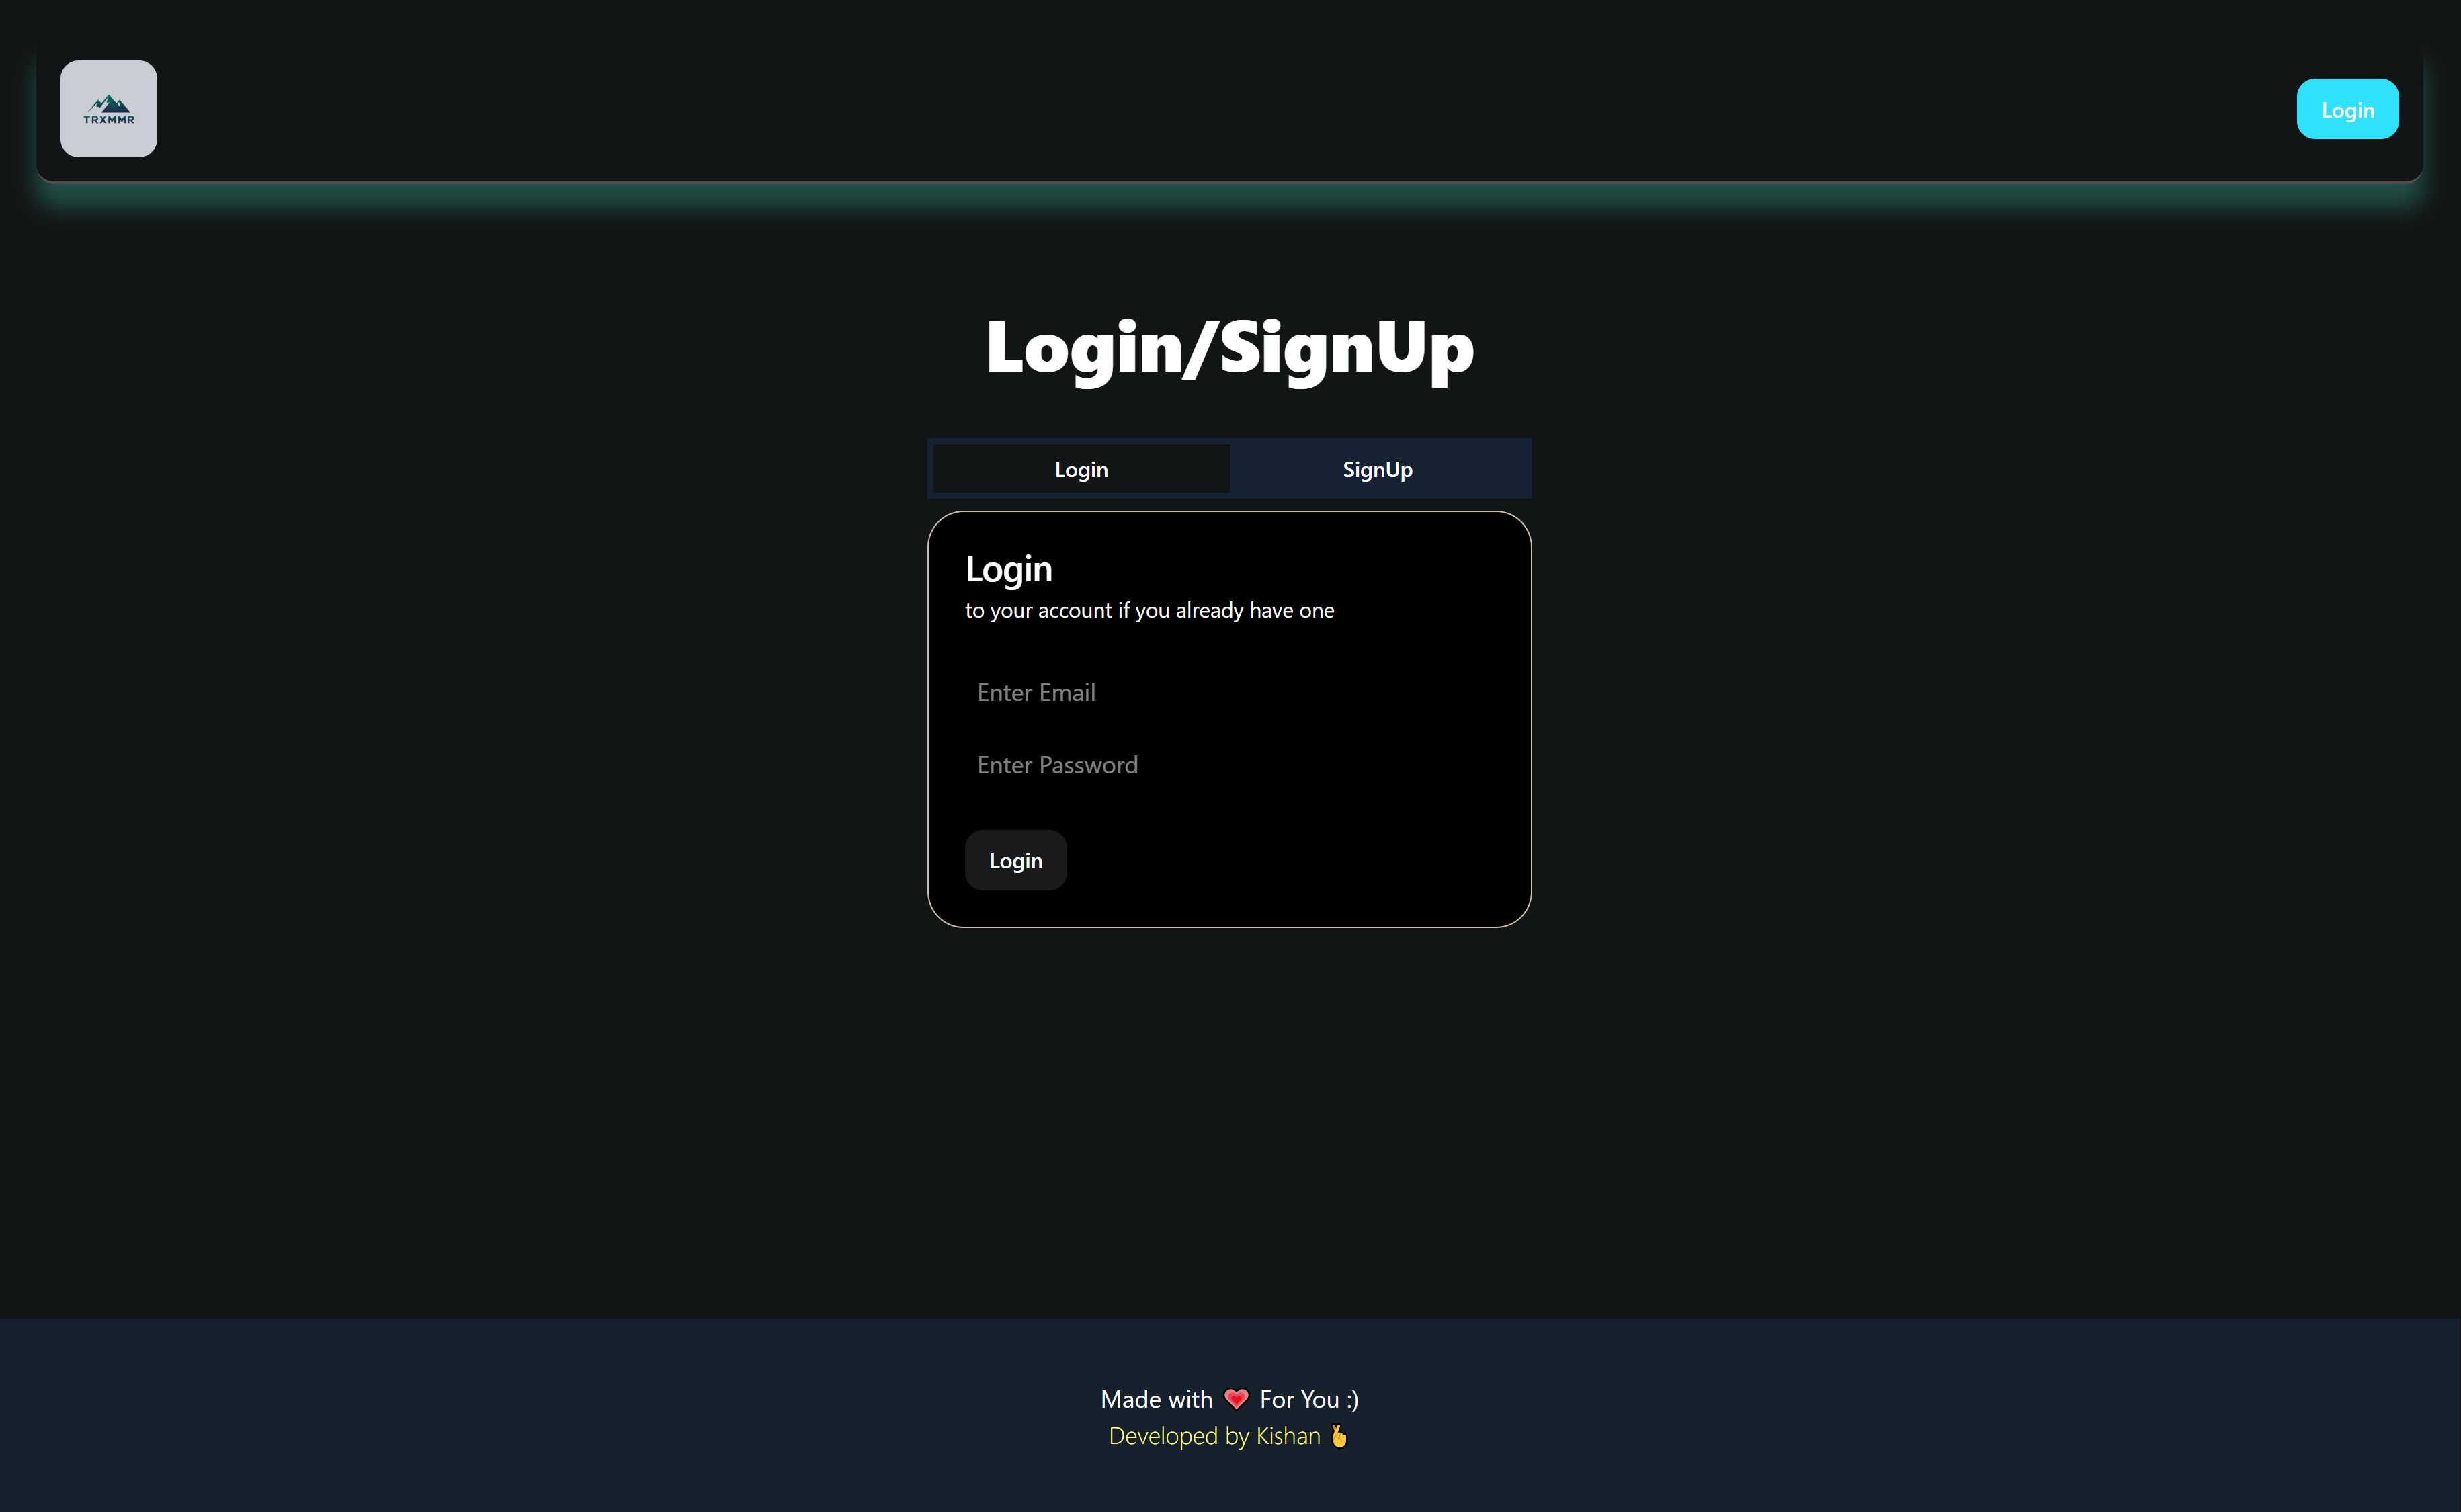 TRXMMR
Login
Login/SignUp
Login
SignUp
Login
to your account if you already have one
Enter Email
Enter Password
Login
Made with ❤️ For You :)
Developed by Kishan 🫰